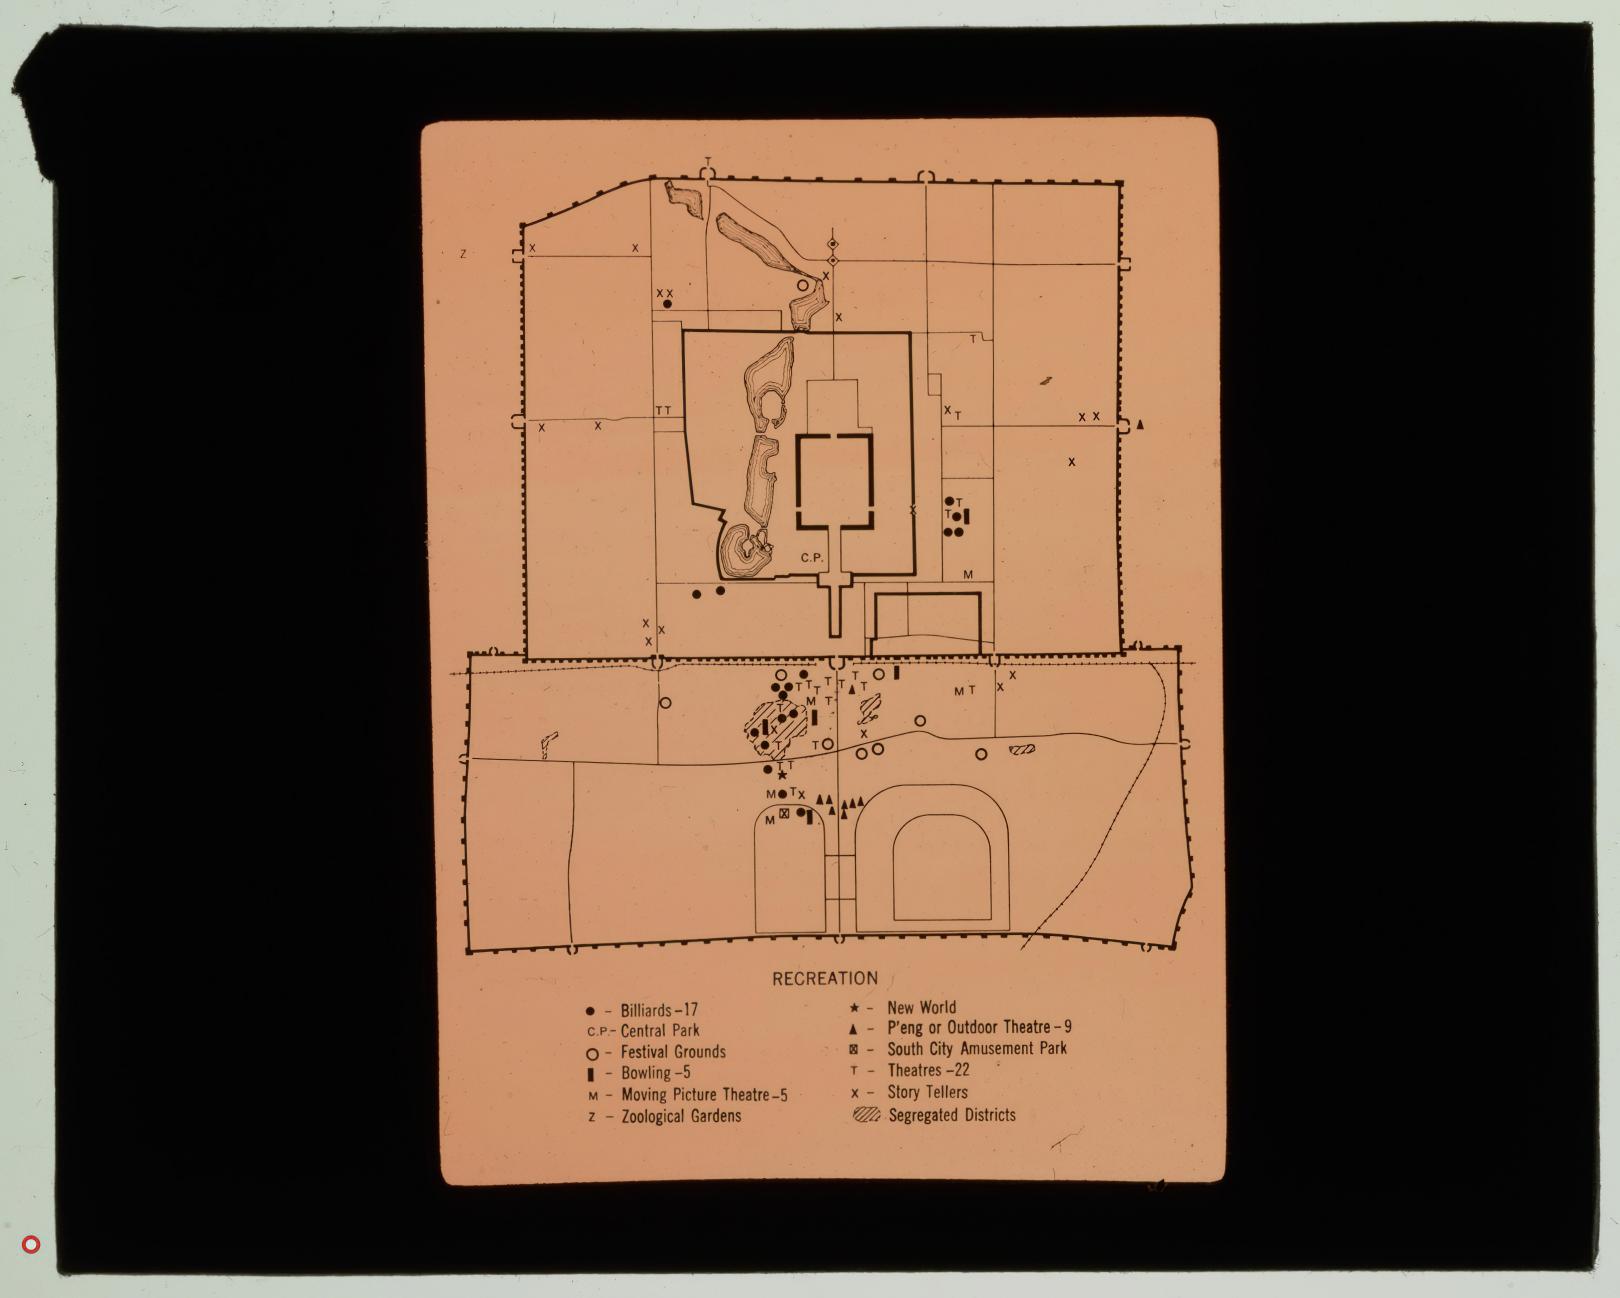 T
Z
X
X
X X
X
X
T
T T
X
T
X X
X
X
X
T
T
X
C.P.
M
X
X
X
T
T T
T
T
T
T
M
T
M T
X
X
T
X
T
T
X
T T
M
T X
M
RECREATION
● - Billiards-17
C.P.- Central Park
○ - Festival Grounds
▮ - Bowling-5
M - Moving Picture Theatre-5
Z - Zoological Gardens
★ - New World
▲ - P'eng or Outdoor Theatre-9
⊠ - South City Amusement Park
T - Theatres-22
X - Story Tellers
Segregated Districts